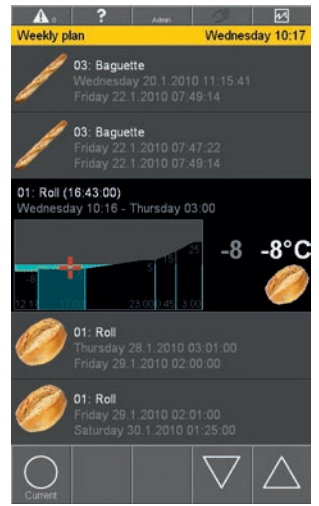 0 ? Admin
Weekly plan Wednesday 10:17
03: Baguette
Wednesday 20.1.2010 11:15:41
Friday 22.1.2010 07:49:14
03: Baguette
Friday 22.1.2010 07:47:22
Friday 22.1.2010 07:49:14
01: Roll (16:43:00)
Wednesday 10:16 - Thursday 03:00
-8 -8°C
25
15
5
-8
17:00 23:00 0:45 3:00
01: Roll
Thursday 28.1.2010 03:01:00
Friday 29.1.2010 02:00:00
01: Roll
Friday 29.1.2010 02:01:00
Saturday 30.1.2010 01:25:00
Current